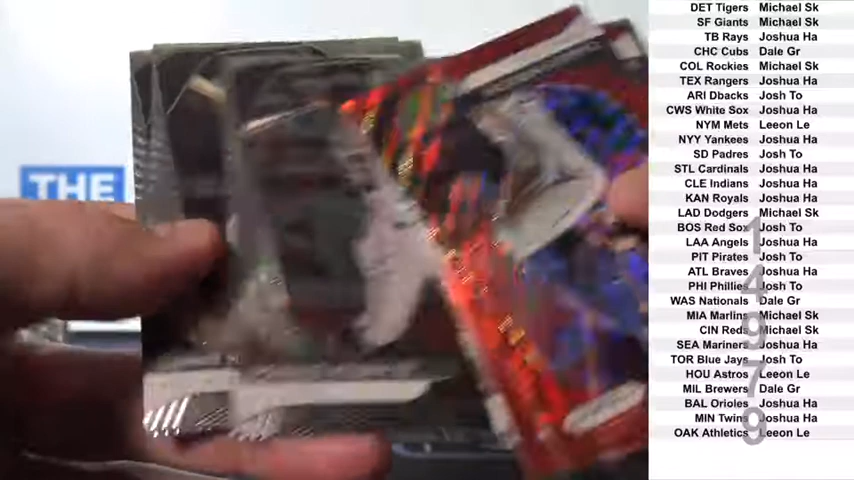 THE
DET Tigers Michael Sk
SF Giants Michael Sk
TB Rays Joshua Ha
CHC Cubs Dale Gr
COL Rockies Michael Sk
TEX Rangers Joshua Ha
ARI Dbacks Josh To
CWS White Sox Joshua Ha
NYM Mets Leeon Le
NYY Yankees Joshua Ha
SD Padres Josh To
STL Cardinals Joshua Ha
CLE Indians Joshua Ha
KAN Royals Joshua Ha
LAD Dodgers Michael Sk
BOS Red Sox Josh To
LAA Angels Joshua Ha
PIT Pirates Josh To
ATL Braves Joshua Ha
PHI Phillies Josh To
WAS Nationals Dale Gr
MIA Marlins Michael Sk
CIN Reds Michael Sk
SEA Mariners Joshua Ha
TOR Blue Jays Josh To
HOU Astros Leeon Le
MIL Brewers Dale Gr
BAL Orioles Joshua Ha
MIN Twins Joshua Ha
OAK Athletics Leeon Le
1
4
9
7
9